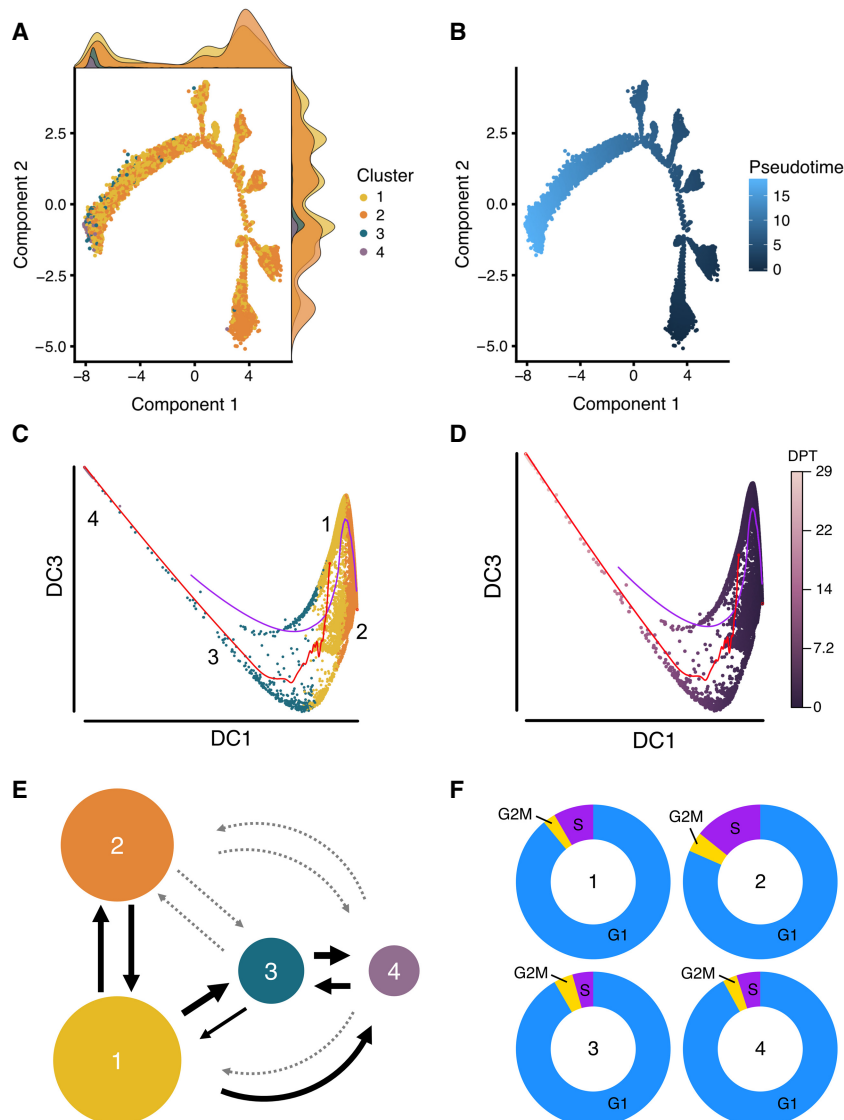 A
Component 2
2.5
0.0
−2.5
−5.0
−8
−4
0
4
Component 1
Cluster
1
2
3
4
B
Component 2
2.5
0.0
−2.5
−5.0
−8
−4
0
4
Component 1
Pseudotime
15
10
5
0
C
DC3
4
1
3
2
DC1
D
DC3
DC1
DPT
29
22
14
7.2
0
E
2
3
4
1
F
G2M
S
1
G1
G2M
S
2
G1
G2M
S
3
G1
G2M
S
4
G1